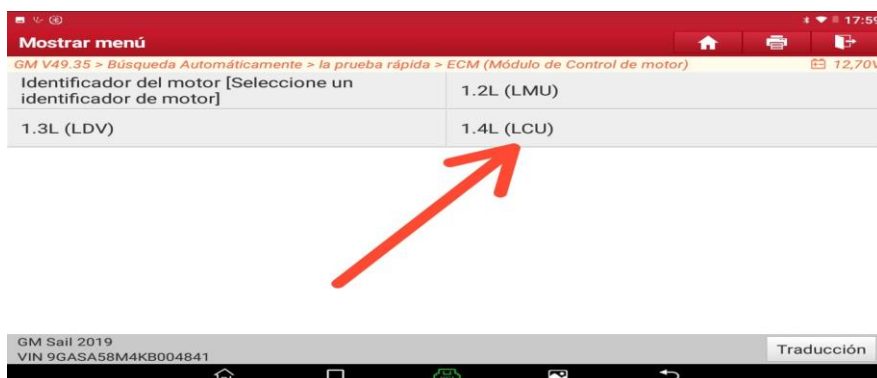 17:59
Mostrar menú
GM V49.35 > Búsqueda Automáticamente > la prueba rápida > ECM (Módulo de Control de motor)
12,70V
Identificador del motor [Seleccione un
identificador de motor]
1.2L (LMU)
1.3L (LDV)
1.4L (LCU)
GM Sail 2019
VIN 9GASA58M4KB004841
Traducción